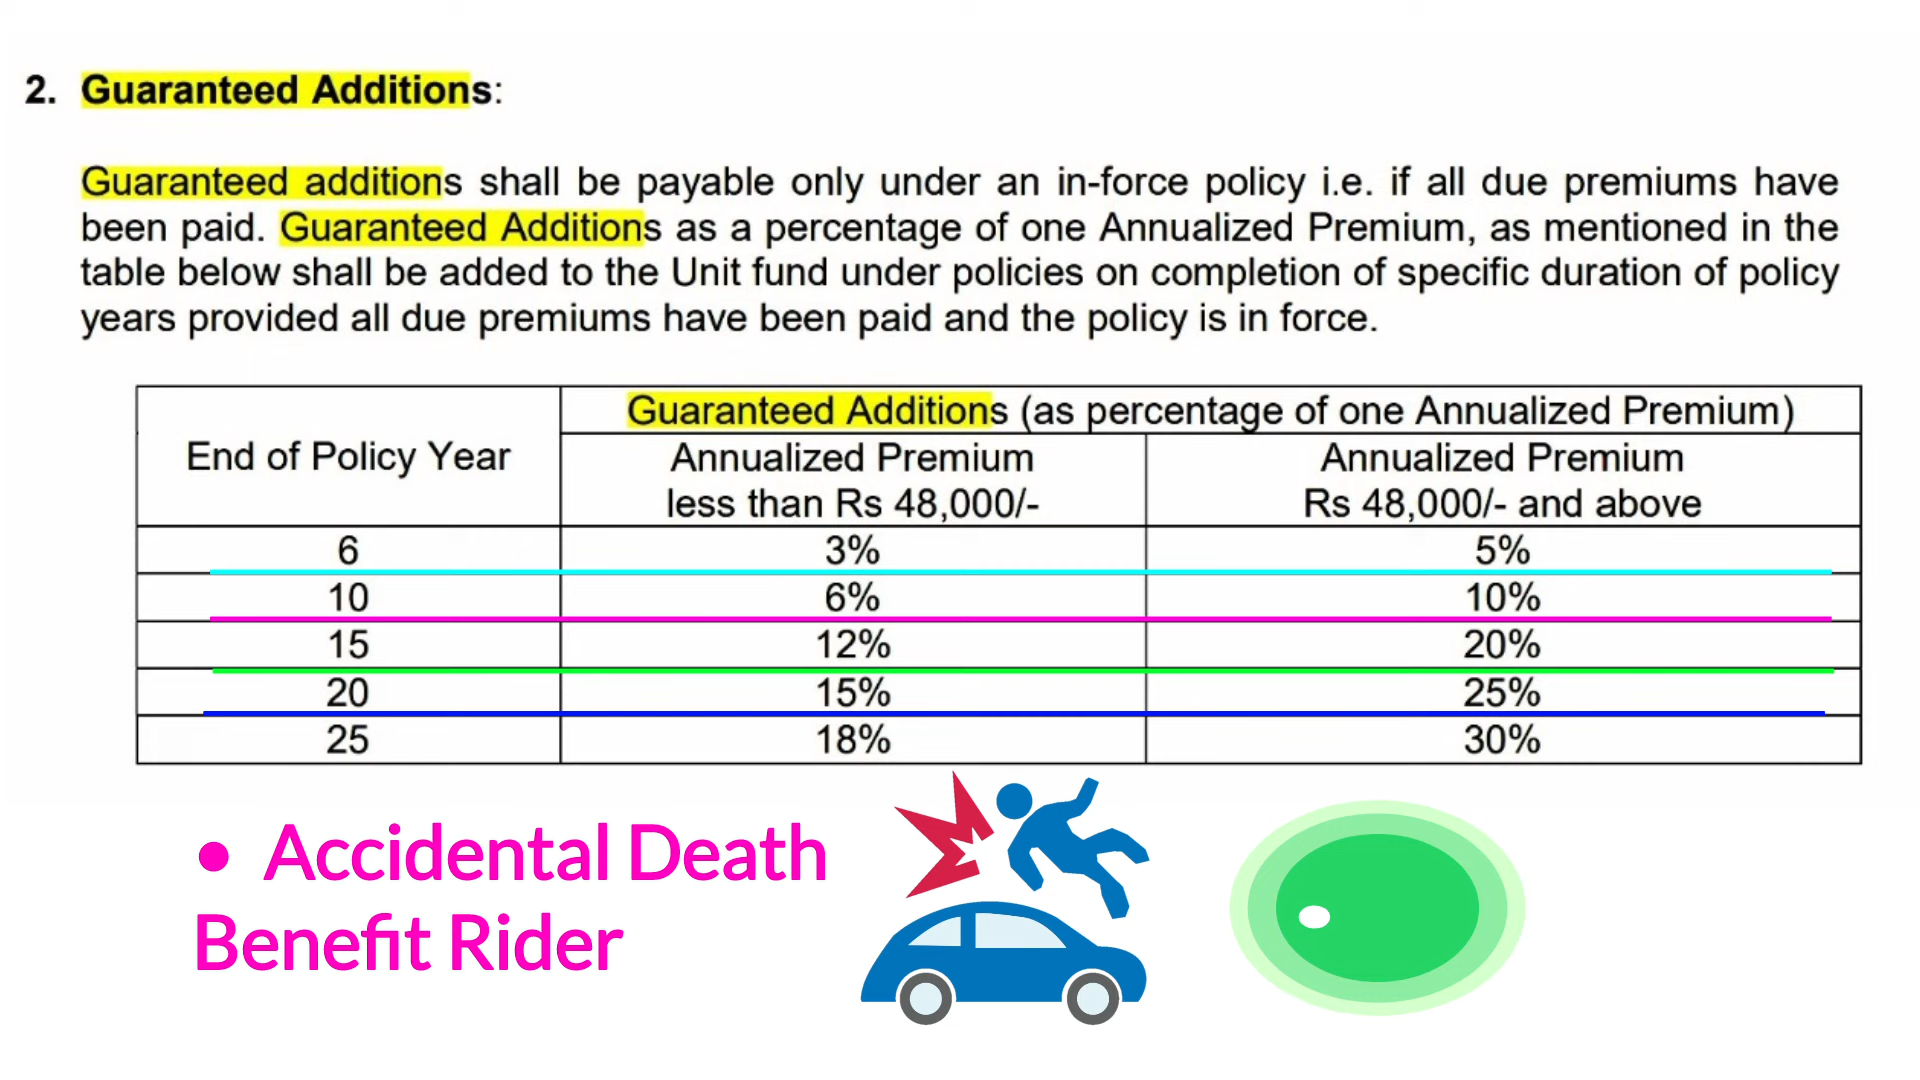 2. Guaranteed Additions:
Guaranteed additions shall be payable only under an in-force policy i.e. if all due premiums have
been paid. Guaranteed Additions as a percentage of one Annualized Premium, as mentioned in the
table below shall be added to the Unit fund under policies on completion of specific duration of policy
years provided all due premiums have been paid and the policy is in force.
Guaranteed Additions (as percentage of one Annualized Premium)
End of Policy Year
Annualized Premium
less than Rs 48,000/-
Annualized Premium
Rs 48,000/- and above
6 3% 5%
10 6% 10%
15 12% 20%
20 15% 25%
25 18% 30%
• Accidental Death
Benefit Rider